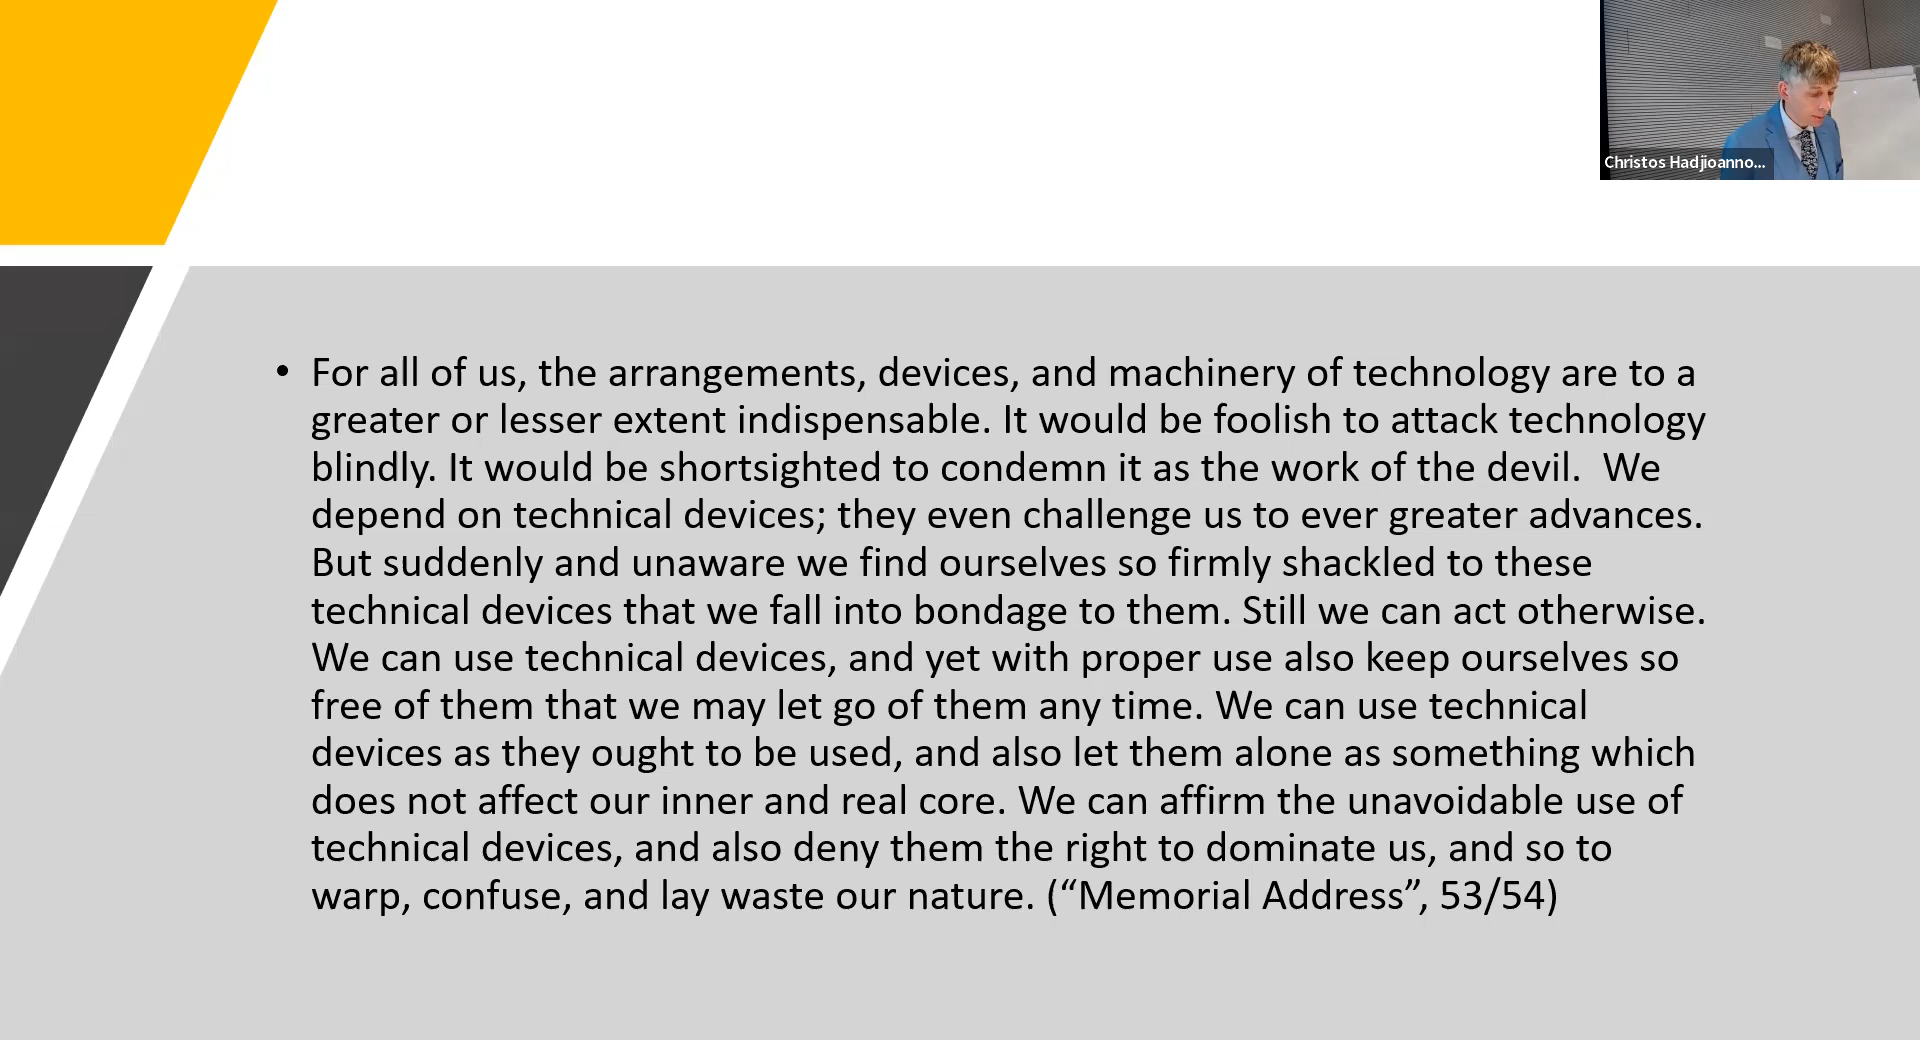 Christos Hadjioanno...
• For all of us, the arrangements, devices, and machinery of technology are to a
greater or lesser extent indispensable. It would be foolish to attack technology
blindly. It would be shortsighted to condemn it as the work of the devil.  We
depend on technical devices; they even challenge us to ever greater advances.
But suddenly and unaware we find ourselves so firmly shackled to these
technical devices that we fall into bondage to them. Still we can act otherwise.
We can use technical devices, and yet with proper use also keep ourselves so
free of them that we may let go of them any time. We can use technical
devices as they ought to be used, and also let them alone as something which
does not affect our inner and real core. We can affirm the unavoidable use of
technical devices, and also deny them the right to dominate us, and so to
warp, confuse, and lay waste our nature. (“Memorial Address”, 53/54)